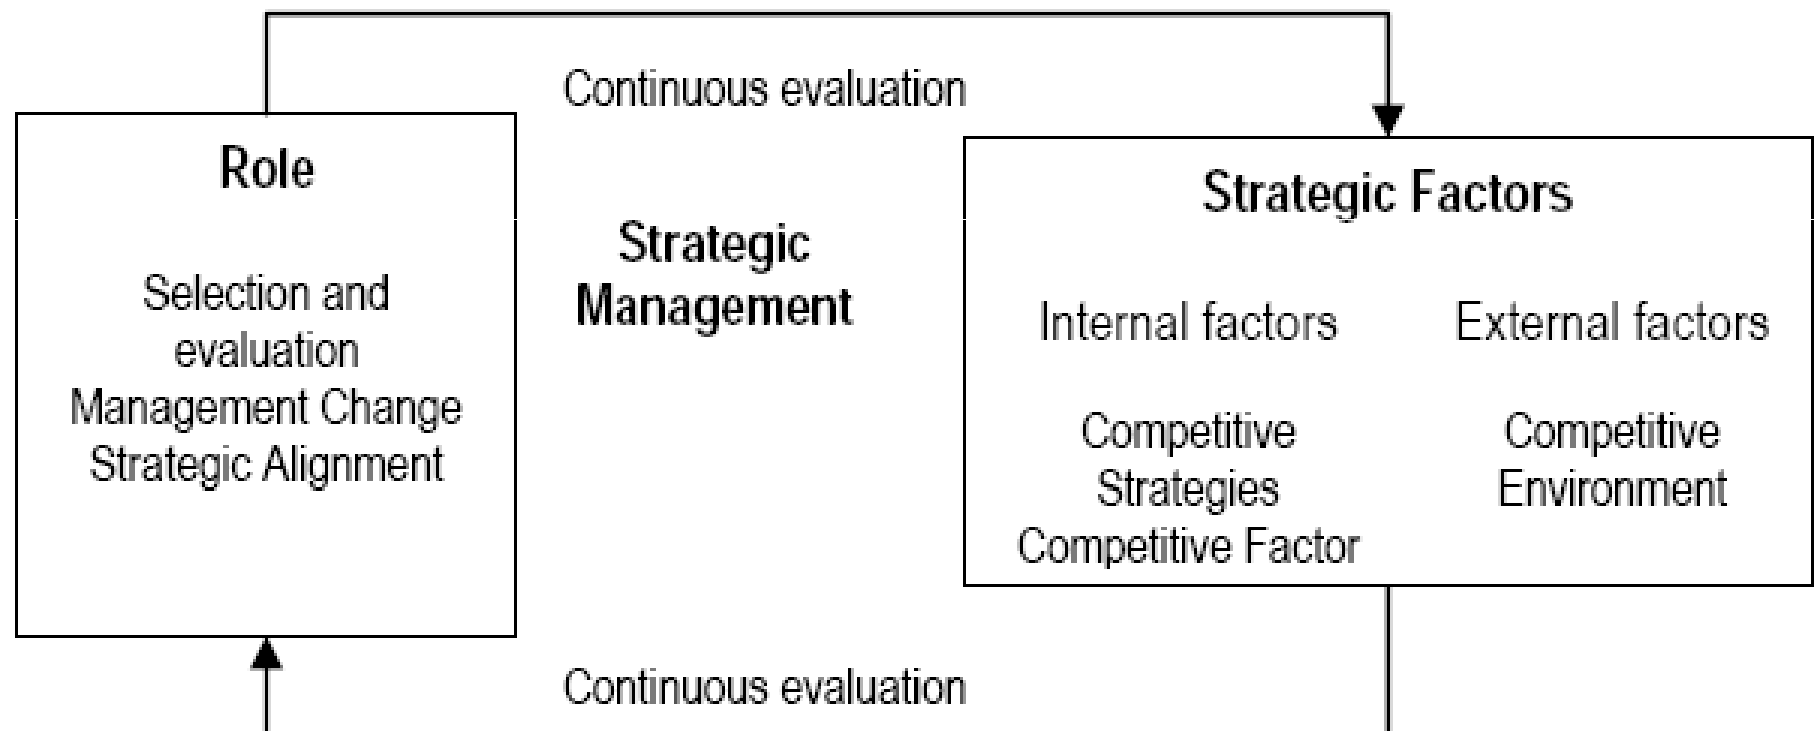 Continuous evaluation
Role
Selection and
evaluation
Management Change
Strategic Alignment
Strategic
Management
Strategic Factors
Internal factors
External factors
Competitive
Strategies
Competitive Factor
Competitive
Environment
Continuous evaluation